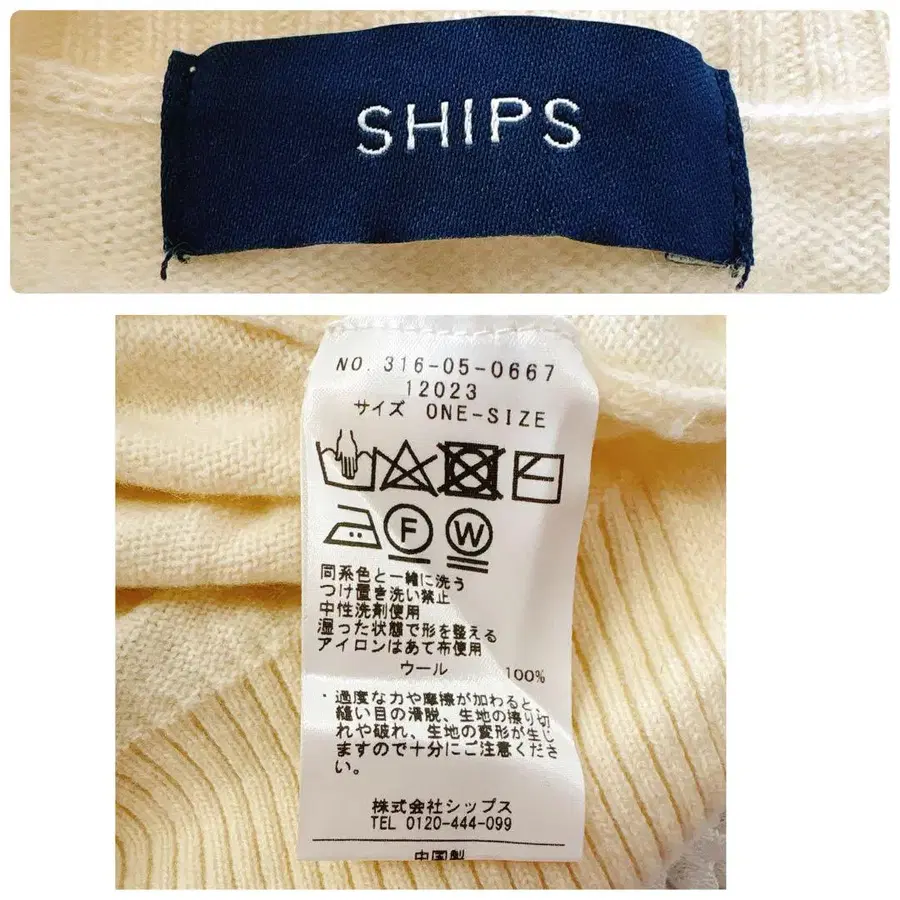 SHIPS
NO. 316-05-0667
12023
サイズ ONE-SIZE
F W
同系色と一緒に洗う
つけ置き洗い禁止
中性洗剤使用
湿った状態で形を整える
アイロンはあて布使用
ウール 100%
・過度な力や摩擦が加わると、
縫い目の滑脱、生地の擦り切
れや破れ、生地の変形が生じ
ますので十分にご注意くださ
い。
株式会社シップス
TEL 0120-444-099
中国製